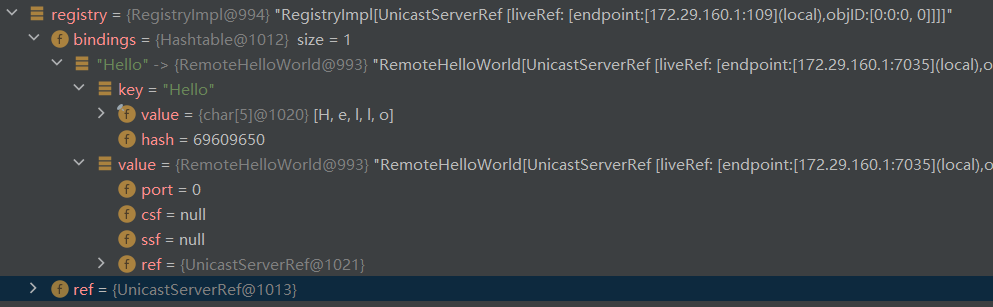 registry = {RegistryImpl@994} "RegistryImpl[UnicastServerRef [liveRef: [endpoint:[172.29.160.1:109](local),objID:[0:0:0, 0]]]]"
f bindings = {Hashtable@1012} size = 1
"Hello" -> {RemoteHelloWorld@993} "RemoteHelloWorld[UnicastServerRef [liveRef: [endpoint:[172.29.160.1:7035](local),o
key = "Hello"
f value = {char[5]@1020} [H, e, l, l, o]
f hash = 69609650
value = {RemoteHelloWorld@993} "RemoteHelloWorld[UnicastServerRef [liveRef: [endpoint:[172.29.160.1:7035](local),o
f port = 0
f csf = null
f ssf = null
f ref = {UnicastServerRef@1021}
f ref = {UnicastServerRef@1013}